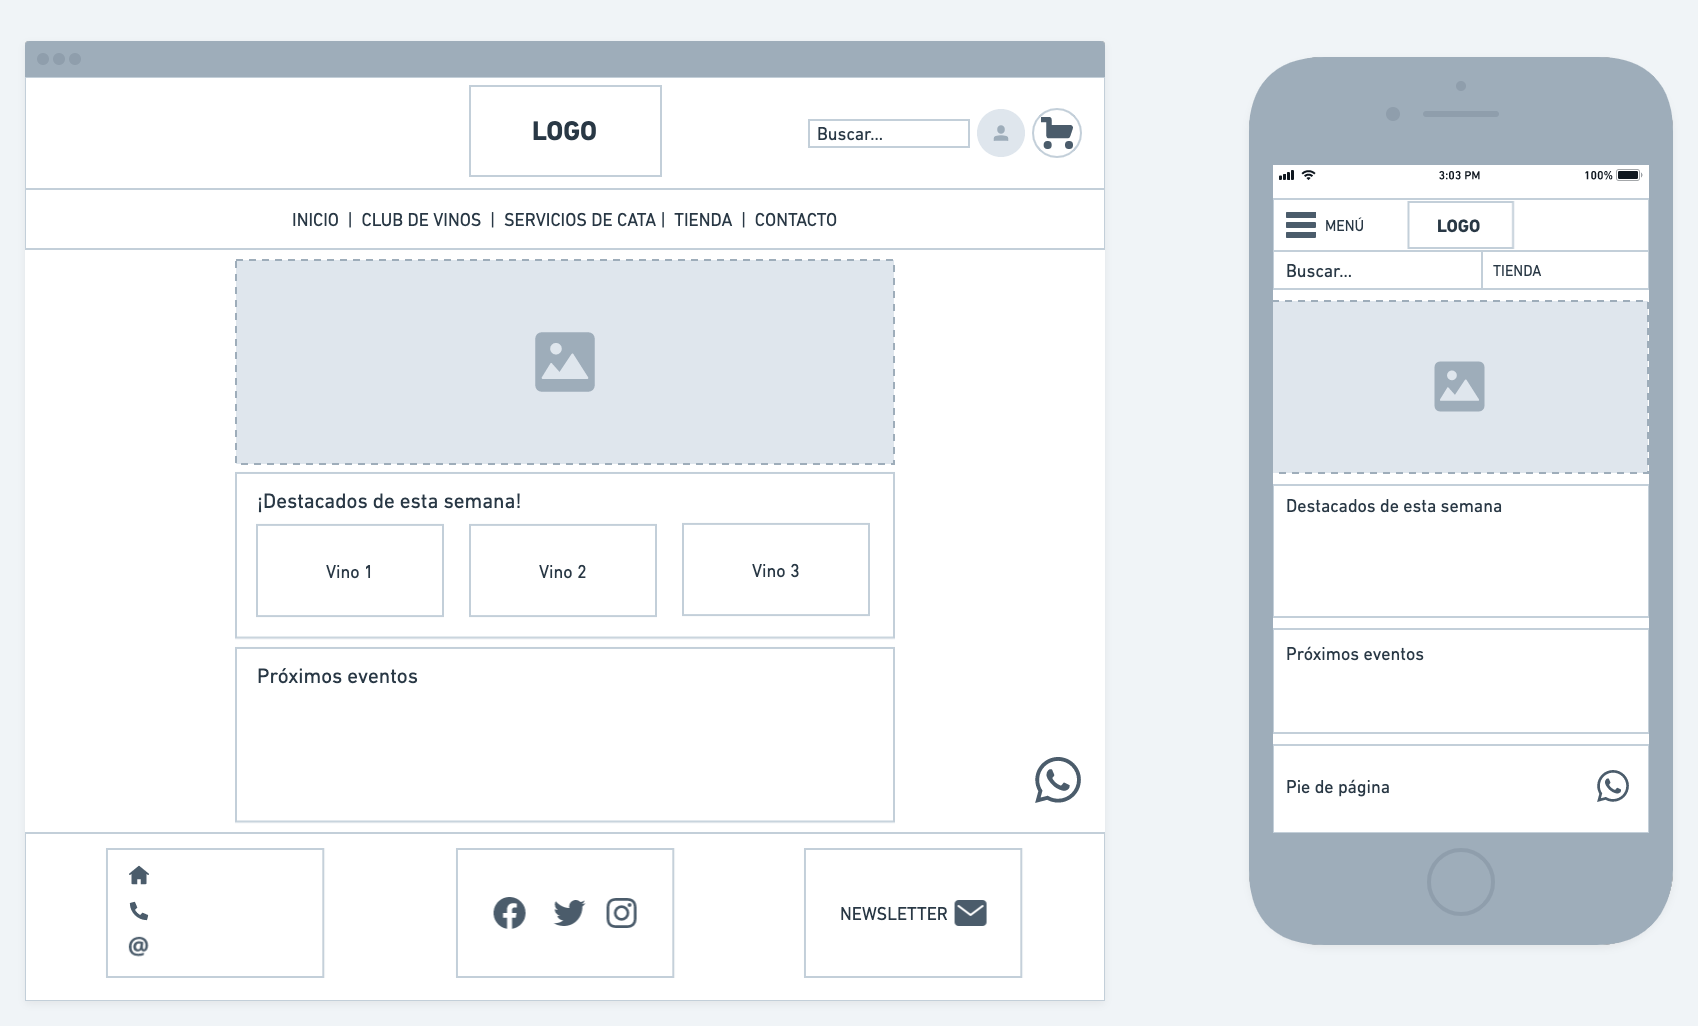 LOGO
Buscar...
INICIO | CLUB DE VINOS | SERVICIOS DE CATA | TIENDA | CONTACTO
¡Destacados de esta semana!
Vino 1
Vino 2
Vino 3
Próximos eventos
@
NEWSLETTER
3:03 PM
100%
MENÚ
LOGO
Buscar...
TIENDA
Destacados de esta semana
Próximos eventos
Pie de página